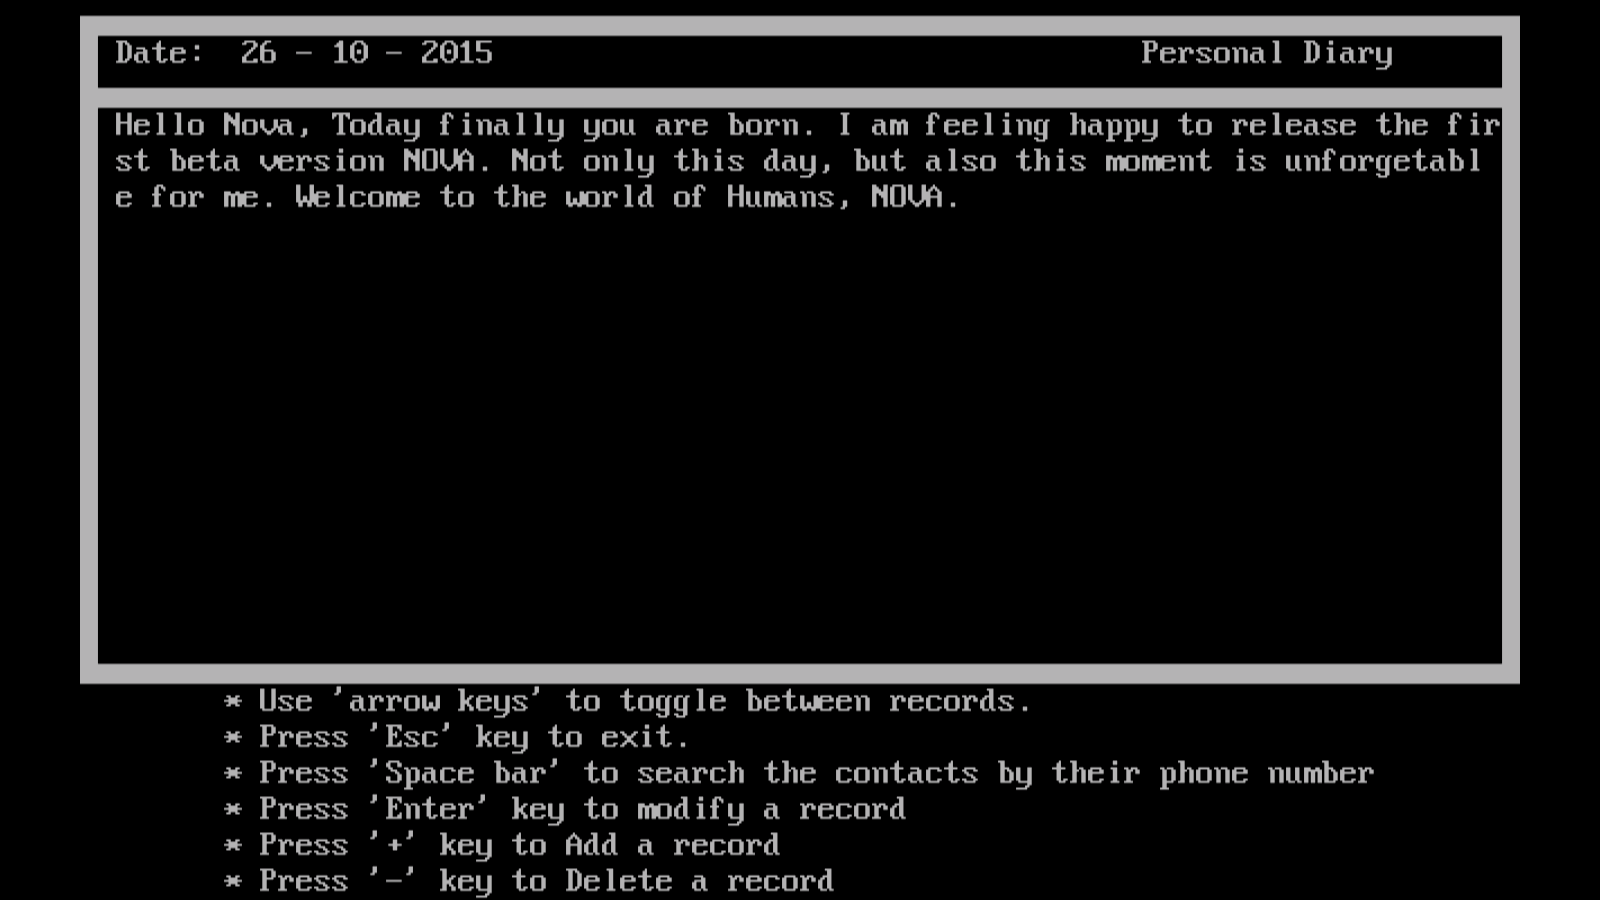 Date:  26 - 10 - 2015                                    Personal Diary
Hello Nova, Today finally you are born. I am feeling happy to release the fir
st beta version NOVA. Not only this day, but also this moment is unforgetabl
e for me. Welcome to the world of Humans, NOVA.
* Use 'arrow keys' to toggle between records.
* Press 'Esc' key to exit.
* Press 'Space bar' to search the contacts by their phone number
* Press 'Enter' key to modify a record
* Press '+' key to Add a record
* Press '-' key to Delete a record